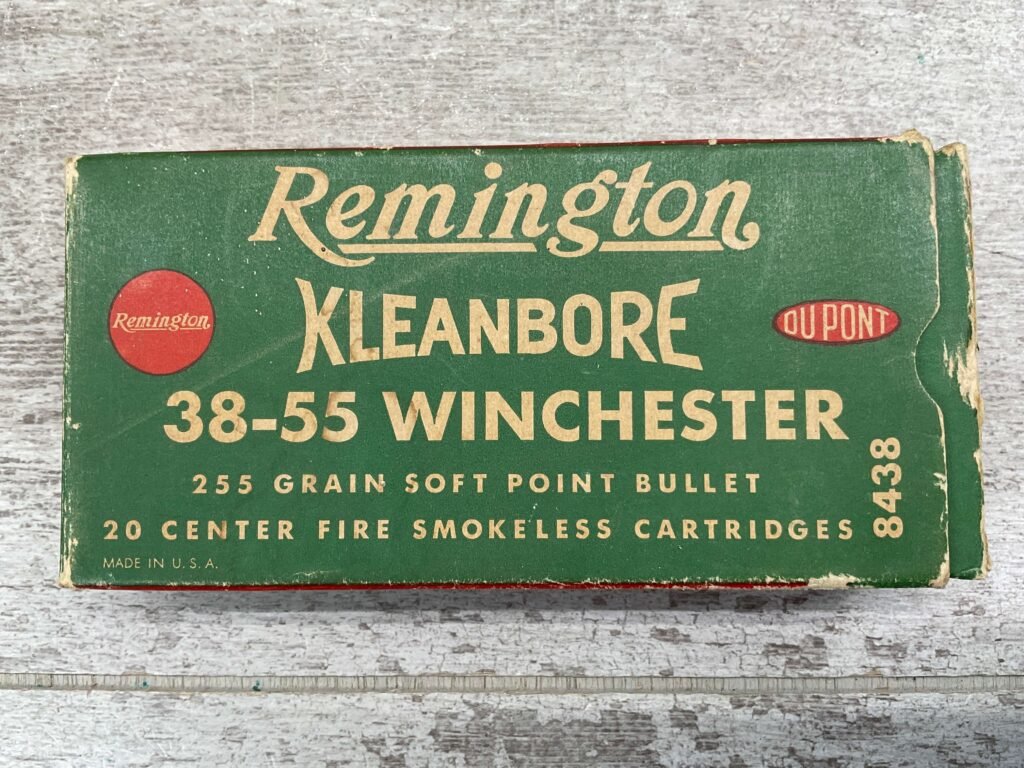 Remington
KLEANBORE
Remington
DU PONT
38-55 WINCHESTER
255 GRAIN SOFT POINT BULLET
20 CENTER FIRE SMOKELESS CARTRIDGES
8438
MADE IN U. S. A.